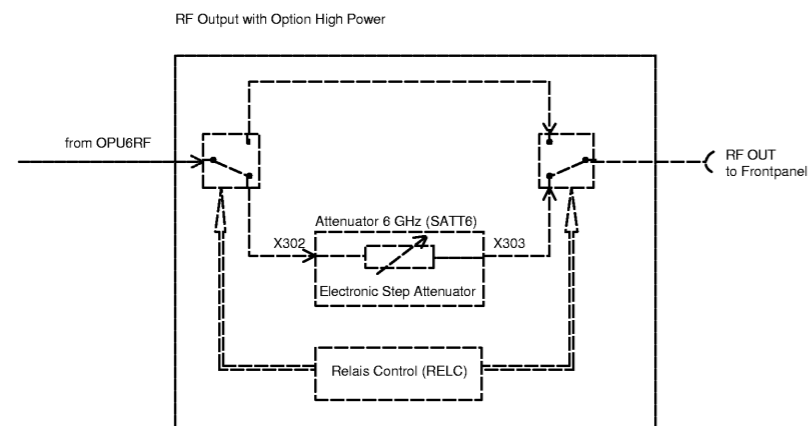 RF Output with Option High Power
from OPU6RF
RF OUT
to Frontpanel
Attenuator 6 GHz (SATT6)
X302
X303
Electronic Step Attenuator
Relais Control (RELC)